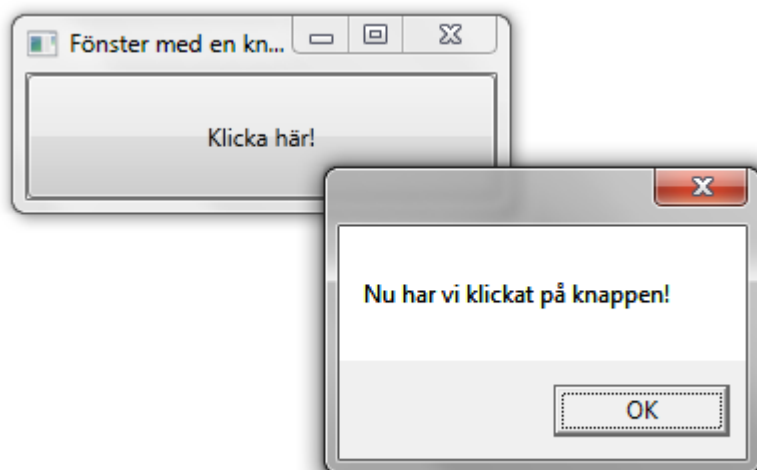 Fönster med en kn...
Klicka här!
Nu har vi klickat på knappen!
OK